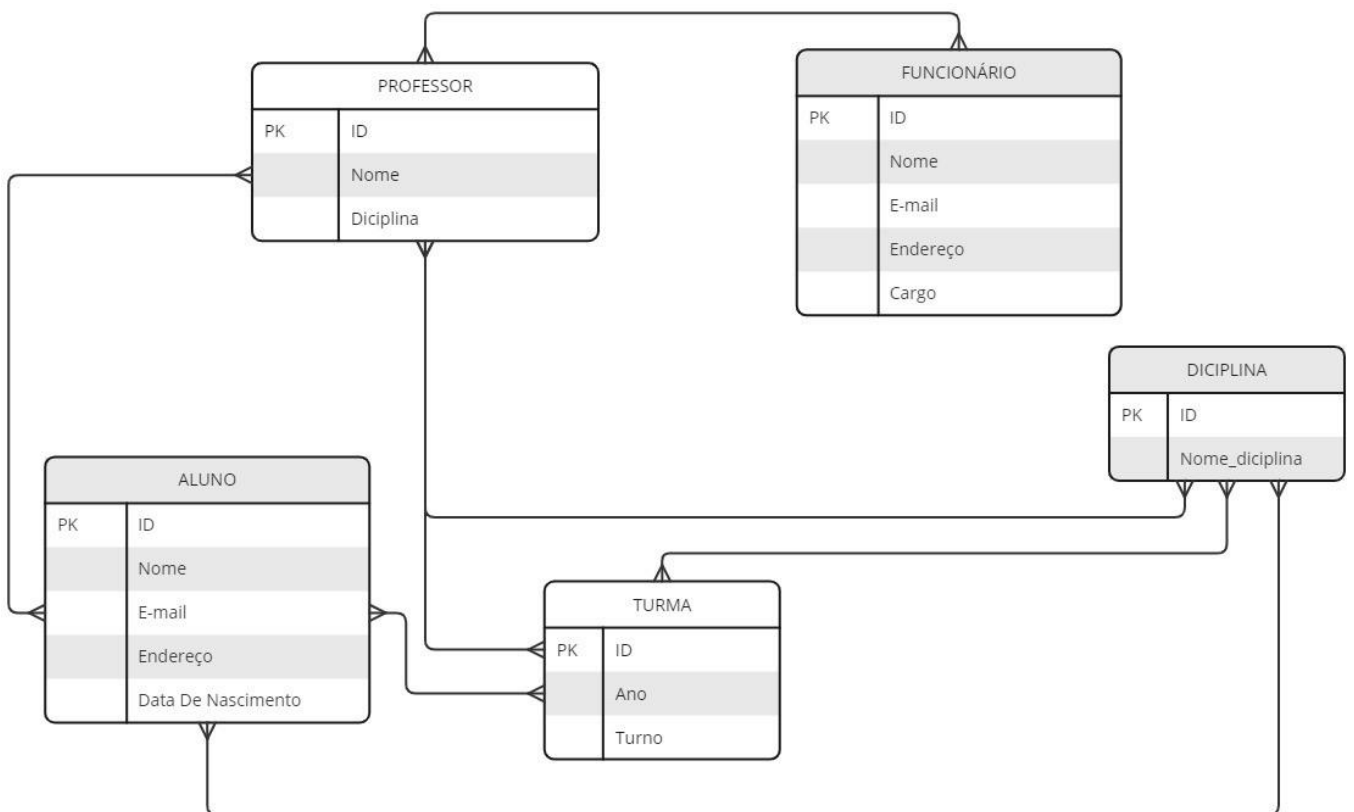 PROFESSOR
PK ID
Nome
Diciplina
FUNCIONÁRIO
PK ID
Nome
E-mail
Endereço
Cargo
DICIPLINA
PK ID
Nome_diciplina
ALUNO
PK ID
Nome
E-mail
Endereço
Data De Nascimento
TURMA
PK ID
Ano
Turno